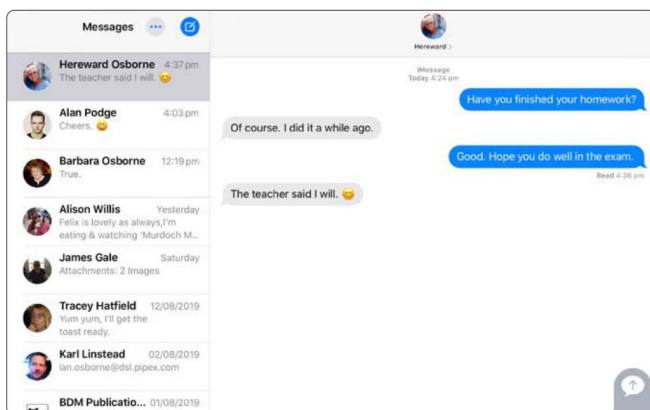 Messages
Hereward Osborne 4:37 pm
The teacher said I will. 😊
Alan Podge 4:03 pm
Cheers. 😃
Barbara Osborne 12:19 pm
True.
Alison Willis Yesterday
Felix is lovely as always,I'm
eating & watching 'Murdoch M...
James Gale Saturday
Attachments: 2 Images
Tracey Hatfield 12/08/2019
Yum yum, I'll get the
toast ready.
Karl Linstead 02/08/2019
ian.osborne@dsl.pipex.com
BDM Publicatio... 01/08/2019
Hereward >
iMessage
Today 4:24 pm
Have you finished your homework?
Of course. I did it a while ago.
Good. Hope you do well in the exam.
Read 4:36 pm
The teacher said I will. 😊